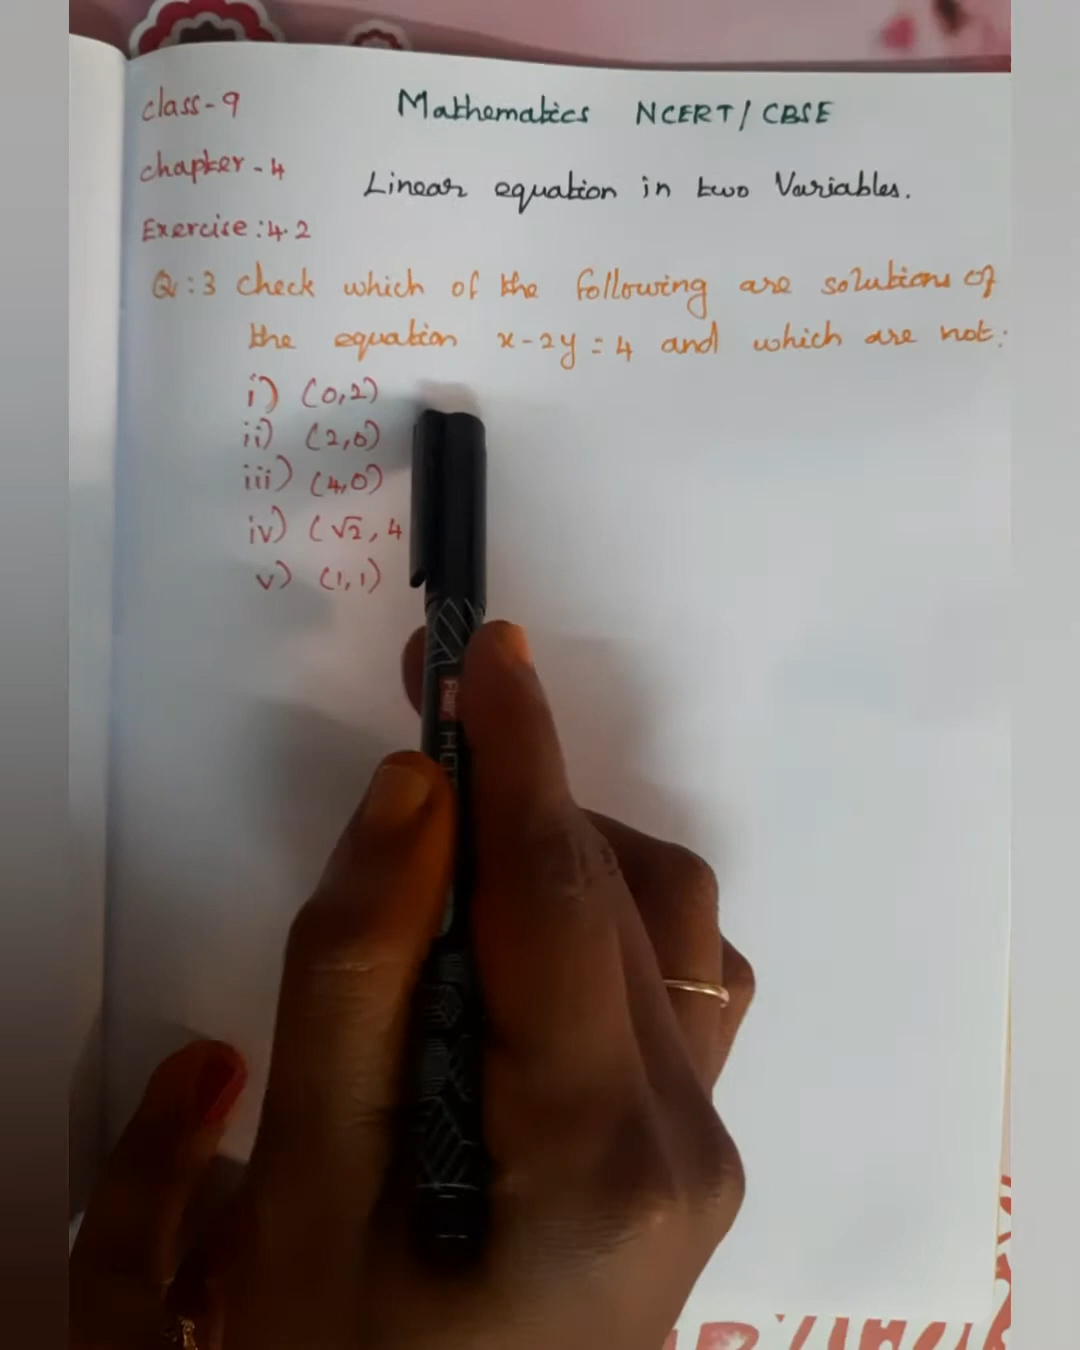 class-9 Mathematics NCERT/CBSE
chapter-4 Linear equation in two Variables.
Exercise:4.2
Q:3 check which of the following are solutions of
the equation x-2y=4 and which are not:
i) (0,2)
ii) (2,0)
iii) (4,0)
iv) (√2, 4
v) (1,1)